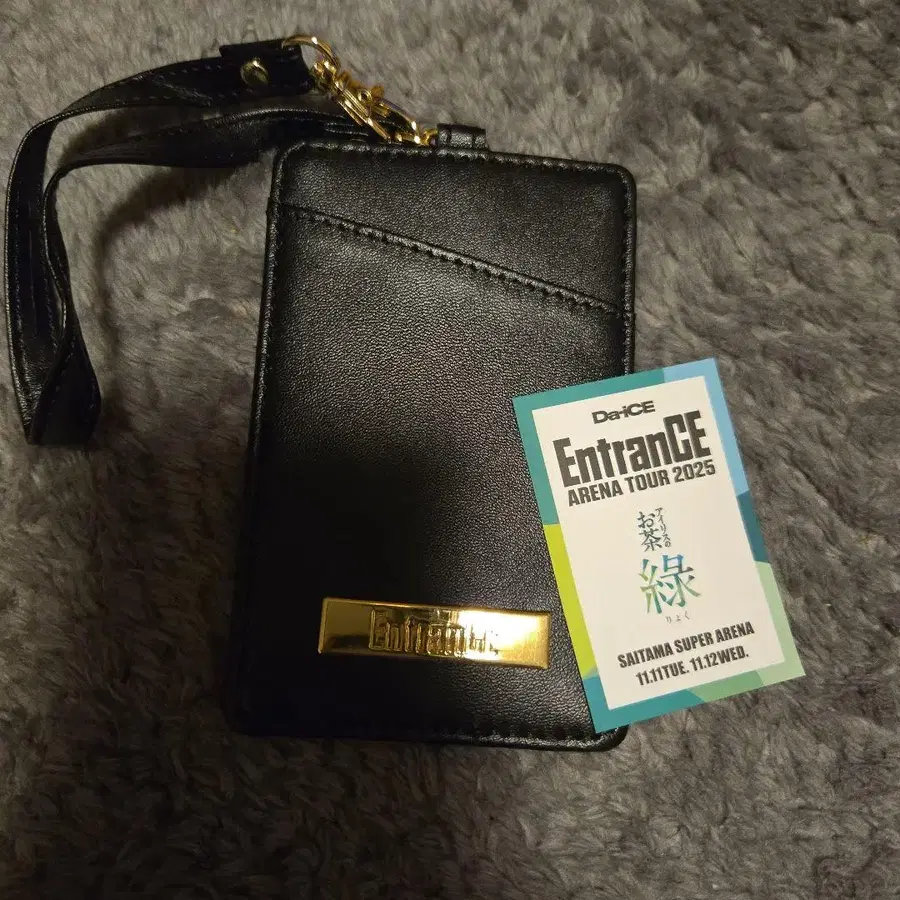 EntranCE
Da-iCE
EntranCE
ARENA TOUR 2025
アイリスの
お茶
緑
りょく
SAITAMA SUPER ARENA
11.11TUE. 11.12WED.